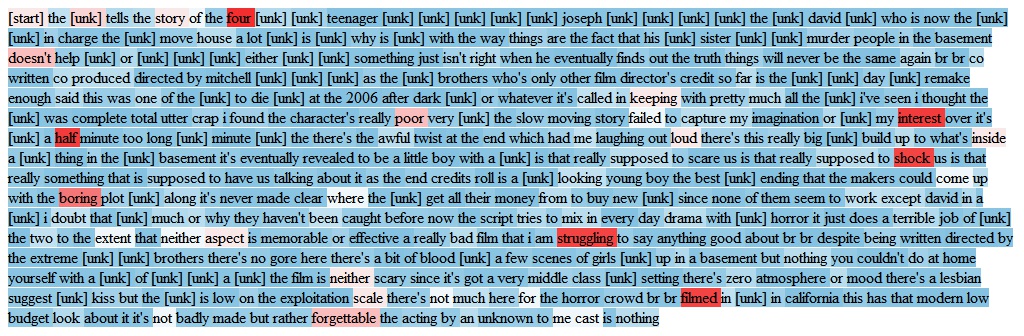 [start] the [unk] tells the story of the four [unk] [unk] teenager [unk] [unk] [unk] [unk] [unk] joseph [unk] [unk] [unk] [unk] the [unk] david [unk] who is now the [unk]
[unk] in charge the [unk] move house a lot [unk] is [unk] why is [unk] with the way things are the fact that his [unk] sister [unk] [unk] murder people in the basement
doesn't help [unk] or [unk] [unk] [unk] either [unk] [unk] something just isn't right when he eventually finds out the truth things will never be the same again br br co
written co produced directed by mitchell [unk] [unk] [unk] as the [unk] brothers who's only other film director's credit so far is the [unk] [unk] day [unk] remake
enough said this was one of the [unk] to die [unk] at the 2006 after dark [unk] or whatever it's called in keeping with pretty much all the [unk] i've seen i thought the
[unk] was complete total utter crap i found the character's really poor very [unk] the slow moving story failed to capture my imagination or [unk] my interest over it's
[unk] a half minute too long [unk] minute [unk] the there's the awful twist at the end which had me laughing out loud there's this really big [unk] build up to what's inside
a [unk] thing in the [unk] basement it's eventually revealed to be a little boy with a [unk] is that really supposed to scare us is that really supposed to shock us is that
really something that is supposed to have us talking about it as the end credits roll is a [unk] looking young boy the best [unk] ending that the makers could come up
with the boring plot [unk] along it's never made clear where the [unk] get all their money from to buy new [unk] since none of them seem to work except david in a
[unk] i doubt that [unk] much or why they haven't been caught before now the script tries to mix in every day drama with [unk] horror it just does a terrible job of [unk]
the two to the extent that neither aspect is memorable or effective a really bad film that i am struggling to say anything good about br br despite being written directed by
the extreme [unk] [unk] brothers there's no gore here there's a bit of blood [unk] a few scenes of girls [unk] up in a basement but nothing you couldn't do at home
yourself with a [unk] of [unk] [unk] a [unk] the film is neither scary since it's got a very middle class [unk] setting there's zero atmosphere or mood there's a lesbian
suggest [unk] kiss but the [unk] is low on the exploitation scale there's not much here for the horror crowd br br filmed in [unk] in california this has that modern low
budget look about it it's not badly made but rather forgettable the acting by an unknown to me cast is nothing